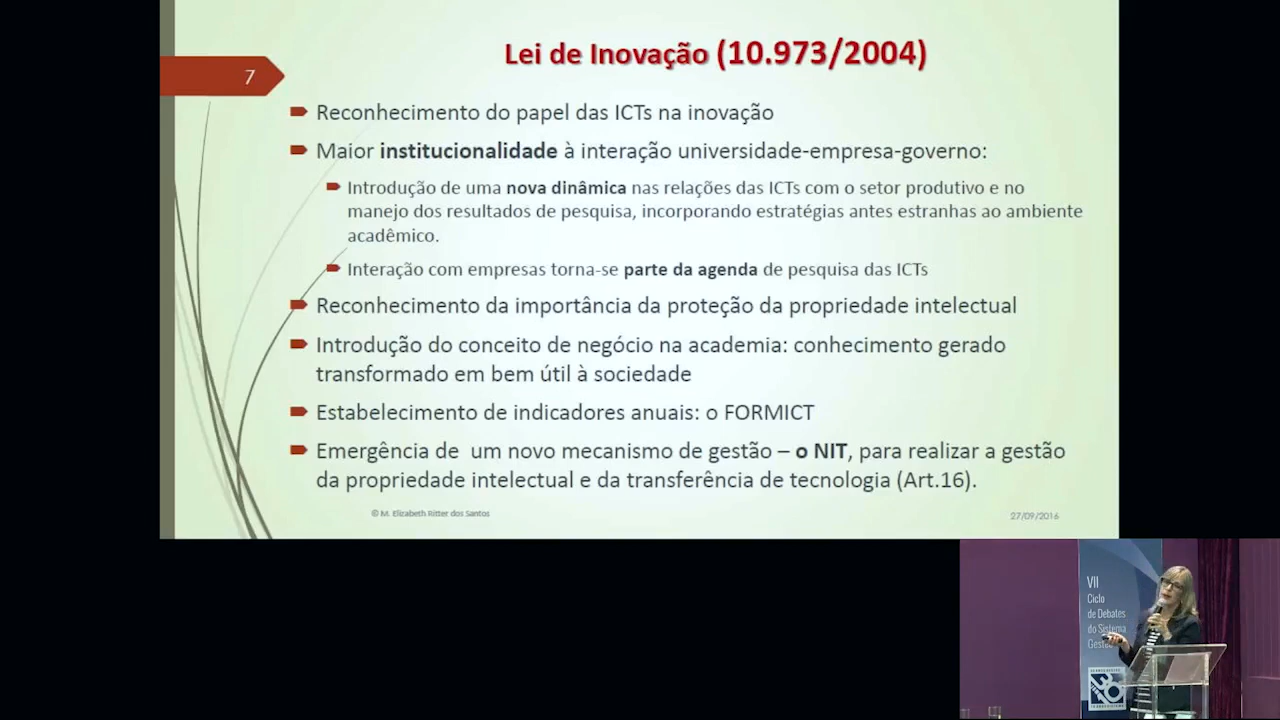 Lei de Inovação (10.973/2004)
7
Reconhecimento do papel das ICTs na inovação
Maior institucionalidade à interação universidade-empresa-governo:
Introdução de uma nova dinâmica nas relações das ICTs com o setor produtivo e no
manejo dos resultados de pesquisa, incorporando estratégias antes estranhas ao ambiente
acadêmico.
Interação com empresas torna-se parte da agenda de pesquisa das ICTs
Reconhecimento da importância da proteção da propriedade intelectual
Introdução do conceito de negócio na academia: conhecimento gerado
transformado em bem útil à sociedade
Estabelecimento de indicadores anuais: o FORMICT
Emergência de um novo mecanismo de gestão – o NIT, para realizar a gestão
da propriedade intelectual e da transferência de tecnologia (Art.16).
© M. Elizabeth Ritter dos Santos
27/09/2016
VII
Ciclo
de Debates
do Sistema